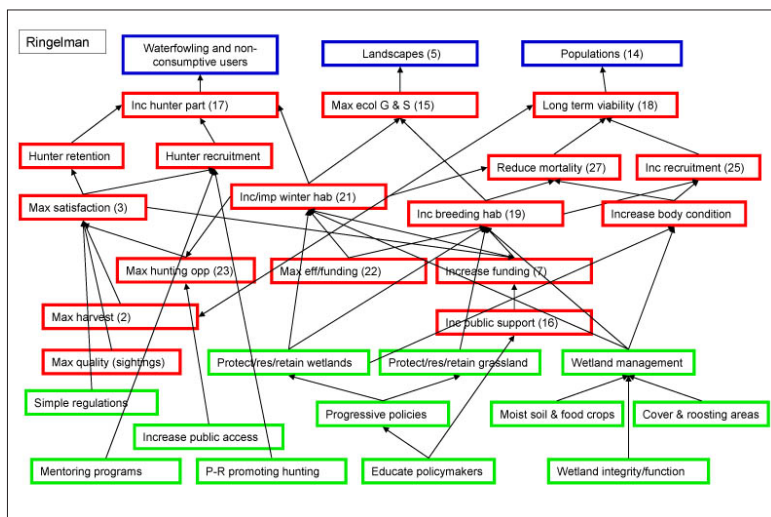 Ringelman
Waterfowling and non-
consumptive users
Landscapes (5)
Populations (14)
Inc hunter part (17)
Max ecol G & S (15)
Long term viability (18)
Hunter retention
Hunter recruitment
Reduce mortality (27)
Inc recruitment (25)
Max satisfaction (3)
Inc/imp winter hab (21)
Inc breeding hab (19)
Increase body condition
Max hunting opp (23)
Max eff/funding (22)
Increase funding (7)
Max harvest (2)
Inc public support (16)
Max quality (sightings)
Protect/res/retain wetlands
Protect/res/retain grassland
Wetland management
Simple regulations
Progressive policies
Moist soil & food crops
Cover & roosting areas
Increase public access
Mentoring programs
P-R promoting hunting
Educate policymakers
Wetland integrity/function